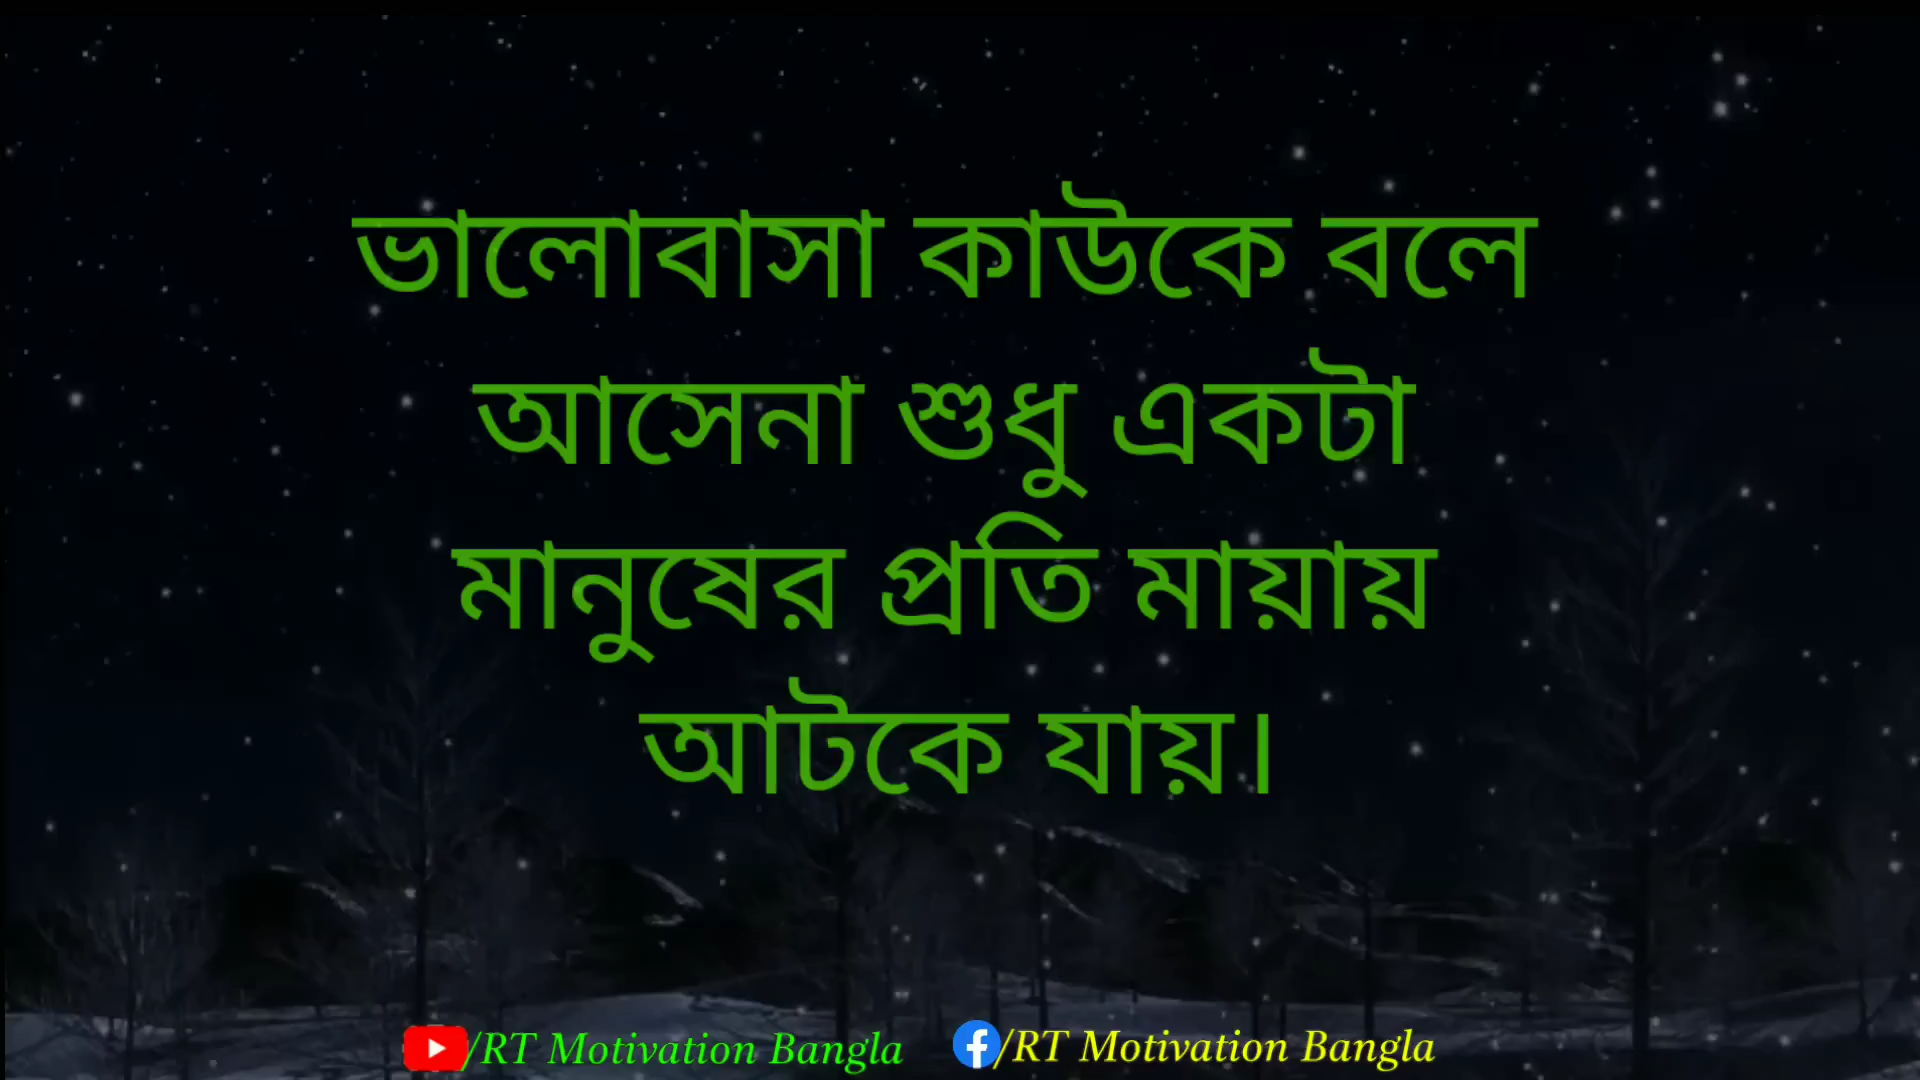 ভালোবাসা কাউকে বলে
আসেনা শুধু একটা
মানুষের প্রতি মায়ায়
আটকে যায়।
/RT Motivation Bangla /RT Motivation Bangla